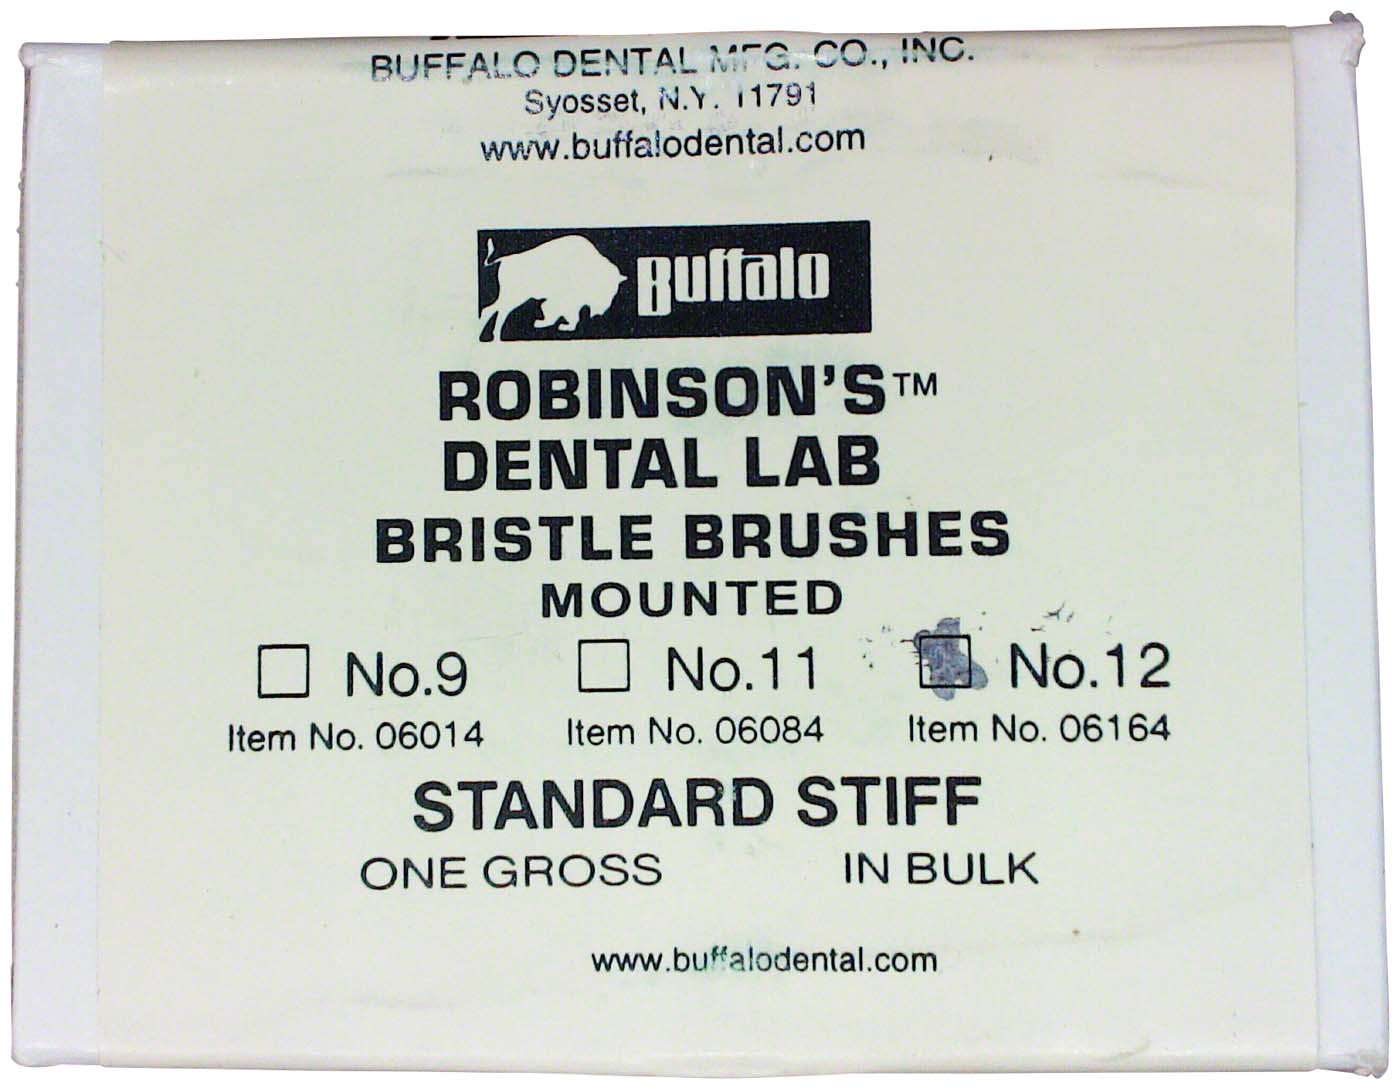 BUFFALO DENTAL MFG. CO., INC.
Syosset, N.Y. 11791
www.buffalodental.com
Buffalo
ROBINSON'S™
DENTAL LAB
BRISTLE BRUSHES
MOUNTED
No.9 No.11 No.12
Item No. 06014 Item No. 06084 Item No. 06164
STANDARD STIFF
ONE GROSS IN BULK
www.buffalodental.com